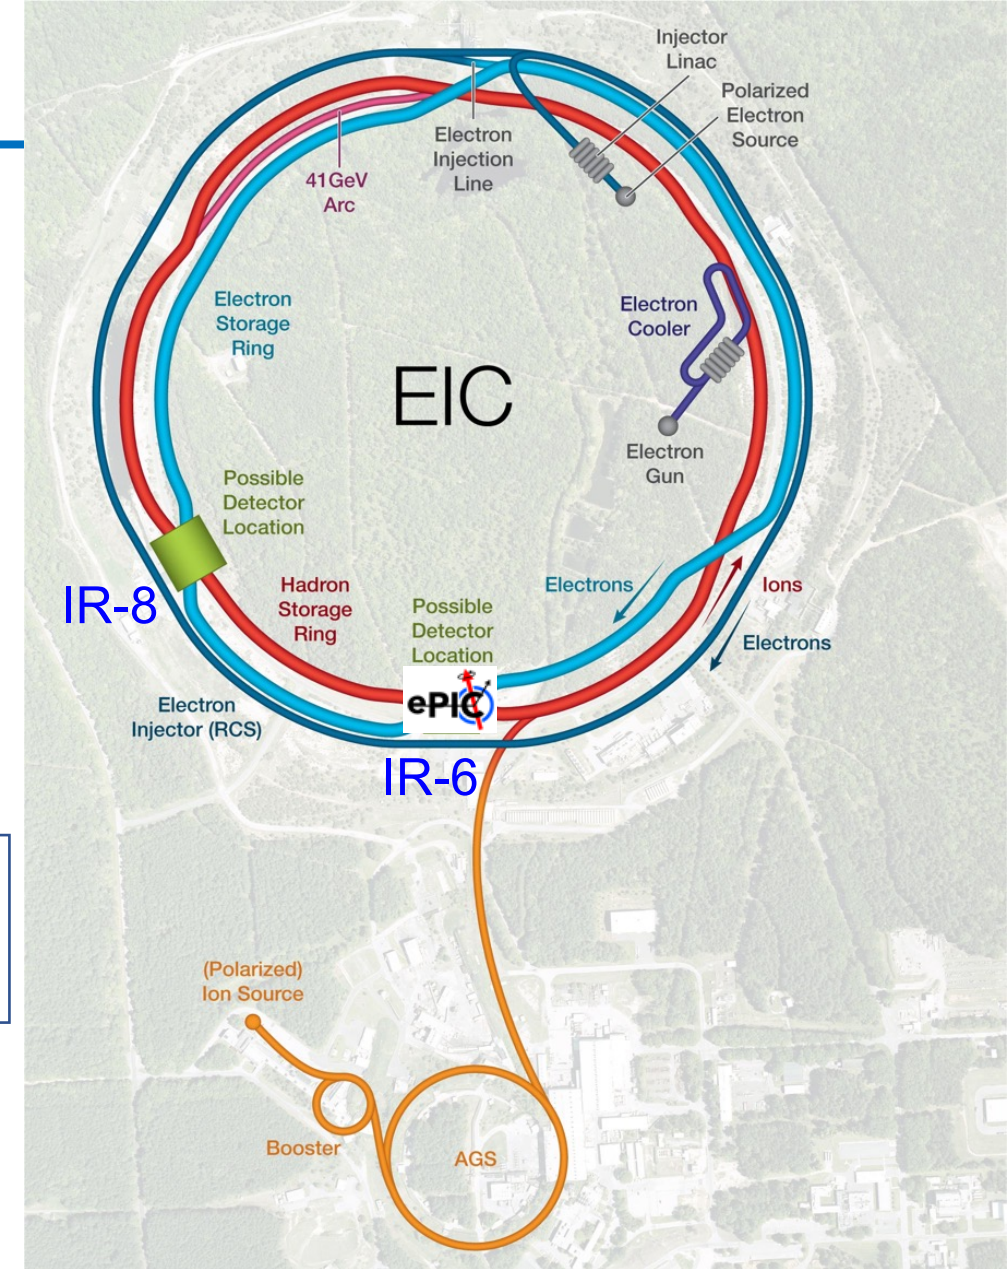 Injector
Linac
Polarized
Electron
Source
Electron
Injection
Line
41GeV
Arc
Electron
Storage
Ring
Electron
Cooler
EIC
Electron
Gun
Possible
Detector
Location
IR-8
Hadron
Storage
Ring
Possible
Detector
Location
Electrons
Ions
Electrons
ePIC
Electron
Injector (RCS)
IR-6
(Polarized)
Ion Source
Booster
AGS